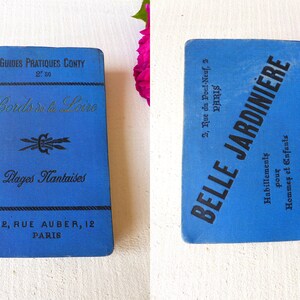 GUIDES PRATIQUES CONTY
Bords de la Loire
Plages Nantaises
12, RUE AUBER, 12
PARIS
2, Rue du Pont-Neuf, 2
PARIS
BELLE JARDINIÈRE
Habillements
pour
Hommes et Enfants